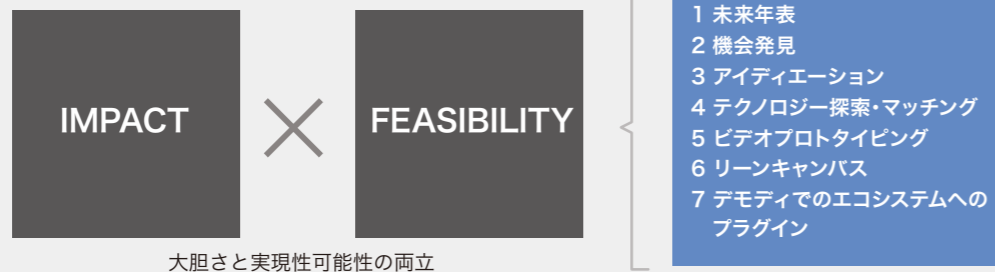 IMPACT
×
FEASIBILITY
大胆さと実現性可能性の両立
1 未来年表
2 機会発見
3 アイディエーション
4 テクノロジー探索・マッチング
5 ビデオプロトタイピング
6 リーンキャンバス
7 デモディでのエコシステムへの
プラグイン